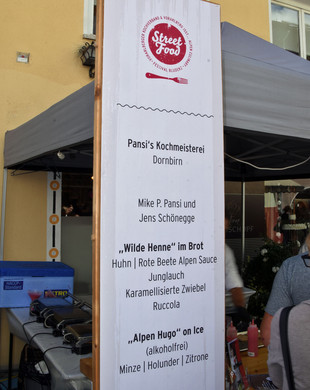 Street
Food
Pansi's Kochmeisterei
Dornbirn
Mike P. Pansi und
Jens Schönegge
„Wilde Henne" im Brot
Huhn | Rote Beete Alpen Sauce
Junglauch
Karamellisierte Zwiebel
Ruccola
„Alpen Hugo" on Ice
(alkoholfrei)
Minze | Holunder | Zitrone